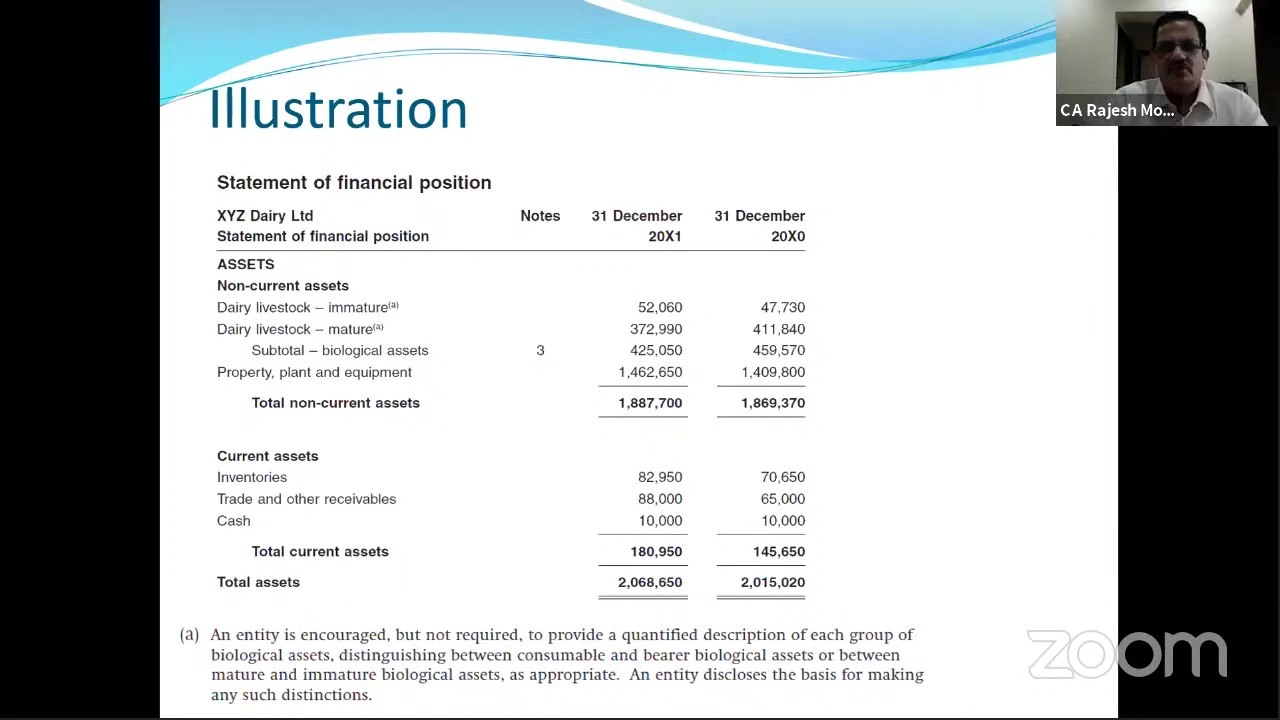 Illustration
CA Rajesh Mo...
Statement of financial position
XYZ Dairy Ltd Notes 31 December 31 December
Statement of financial position 20X1 20X0
ASSETS
Non-current assets
Dairy livestock – immature(a) 52,060 47,730
Dairy livestock – mature(a) 372,990 411,840
Subtotal – biological assets 3 425,050 459,570
Property, plant and equipment 1,462,650 1,409,800
Total non-current assets 1,887,700 1,869,370
Current assets
Inventories 82,950 70,650
Trade and other receivables 88,000 65,000
Cash 10,000 10,000
Total current assets 180,950 145,650
Total assets 2,068,650 2,015,020
(a) An entity is encouraged, but not required, to provide a quantified description of each group of
biological assets, distinguishing between consumable and bearer biological assets or between
mature and immature biological assets, as appropriate. An entity discloses the basis for making
any such distinctions.
zoom